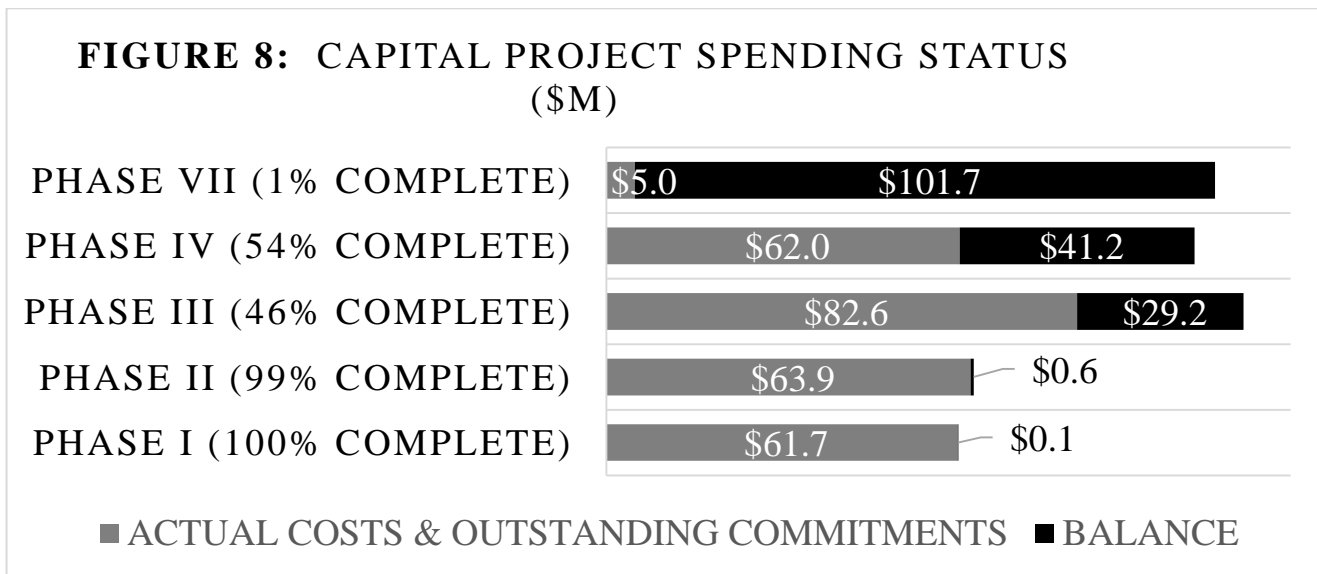 FIGURE 8: CAPITAL PROJECT SPENDING STATUS
($M)
PHASE VII (1% COMPLETE) $5.0 $101.7
PHASE IV (54% COMPLETE) $62.0 $41.2
PHASE III (46% COMPLETE) $82.6 $29.2
PHASE II (99% COMPLETE) $63.9 $0.6
PHASE I (100% COMPLETE) $61.7 $0.1
ACTUAL COSTS & OUTSTANDING COMMITMENTS BALANCE